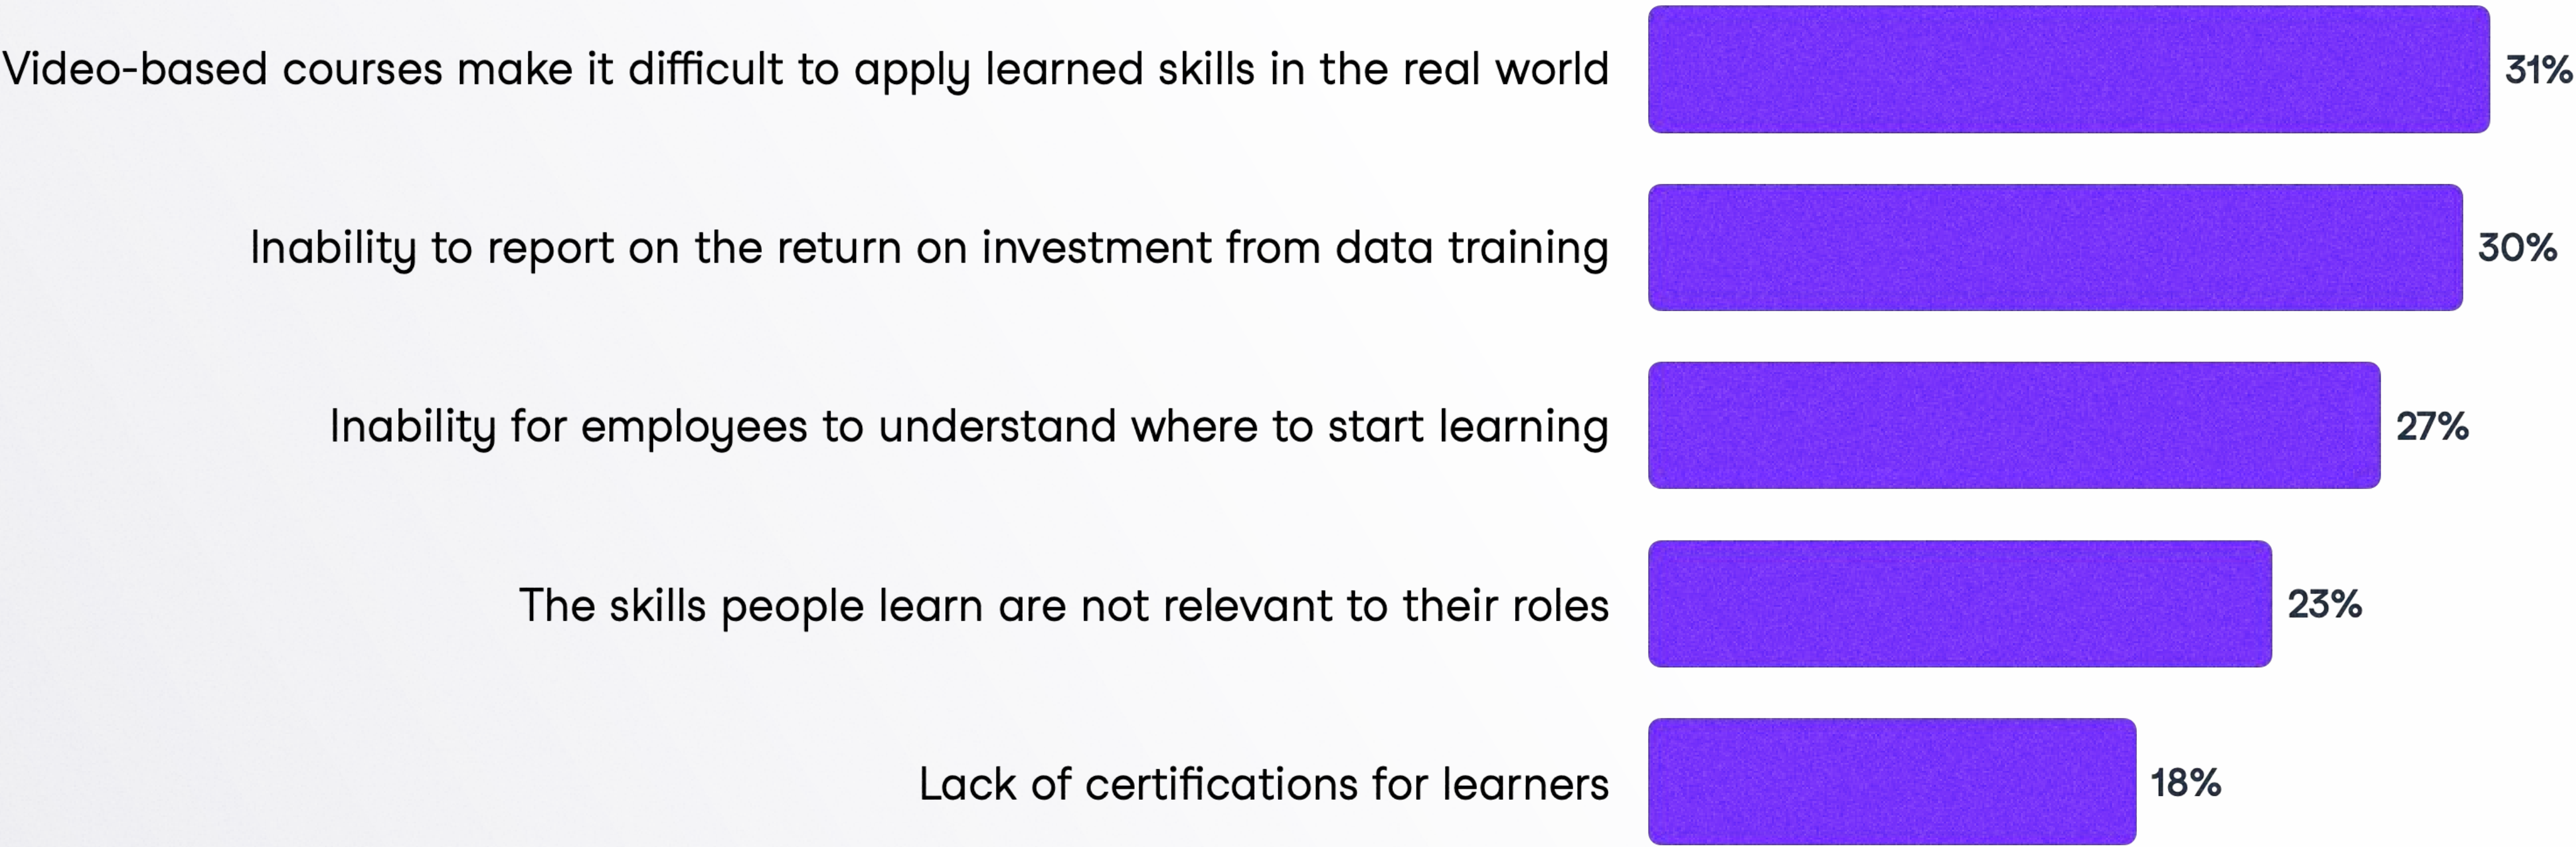 Video-based courses make it difficult to apply learned skills in the real world 31%
Inability to report on the return on investment from data training 30%
Inability for employees to understand where to start learning 27%
The skills people learn are not relevant to their roles 23%
Lack of certifications for learners 18%